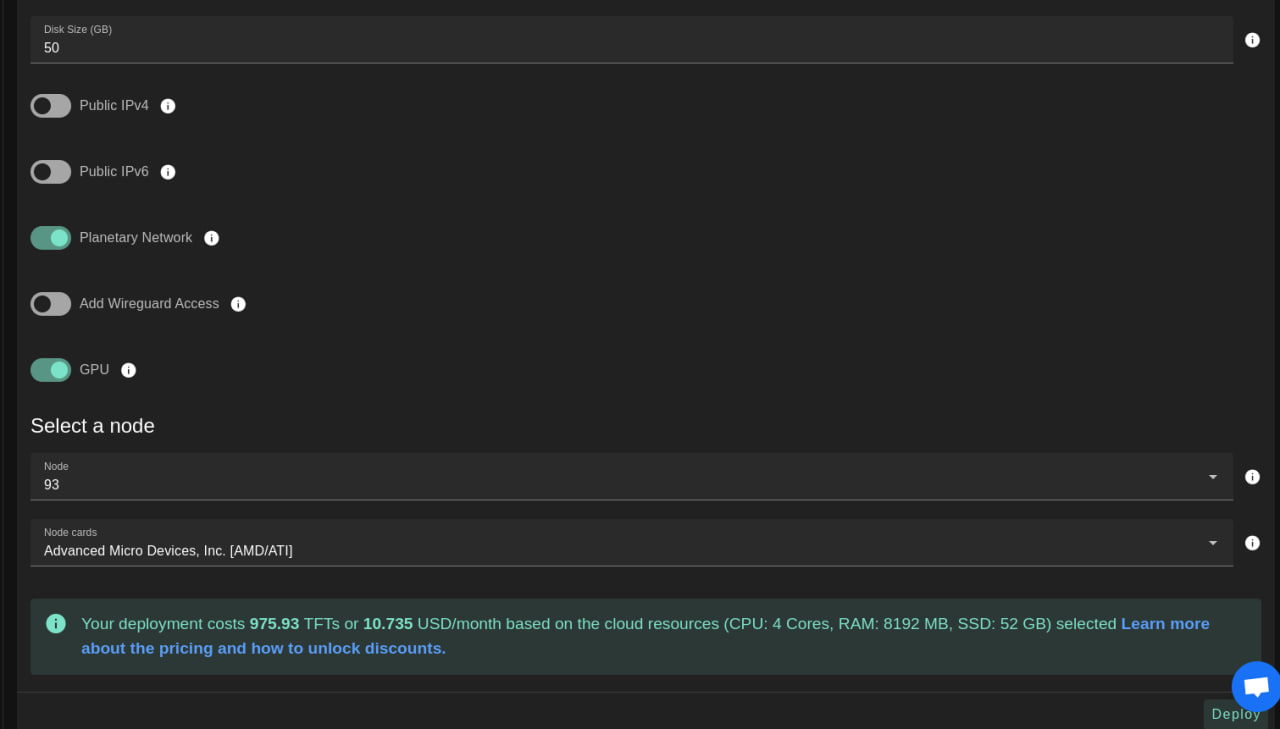 Disk Size (GB)
50
Public IPv4
Public IPv6
Planetary Network
Add Wireguard Access
GPU
Select a node
Node
93
Node cards
Advanced Micro Devices, Inc. [AMD/ATI]
Your deployment costs 975.93 TFTs or 10.735 USD/month based on the cloud resources (CPU: 4 Cores, RAM: 8192 MB, SSD: 52 GB) selected Learn more
about the pricing and how to unlock discounts.
Deploy